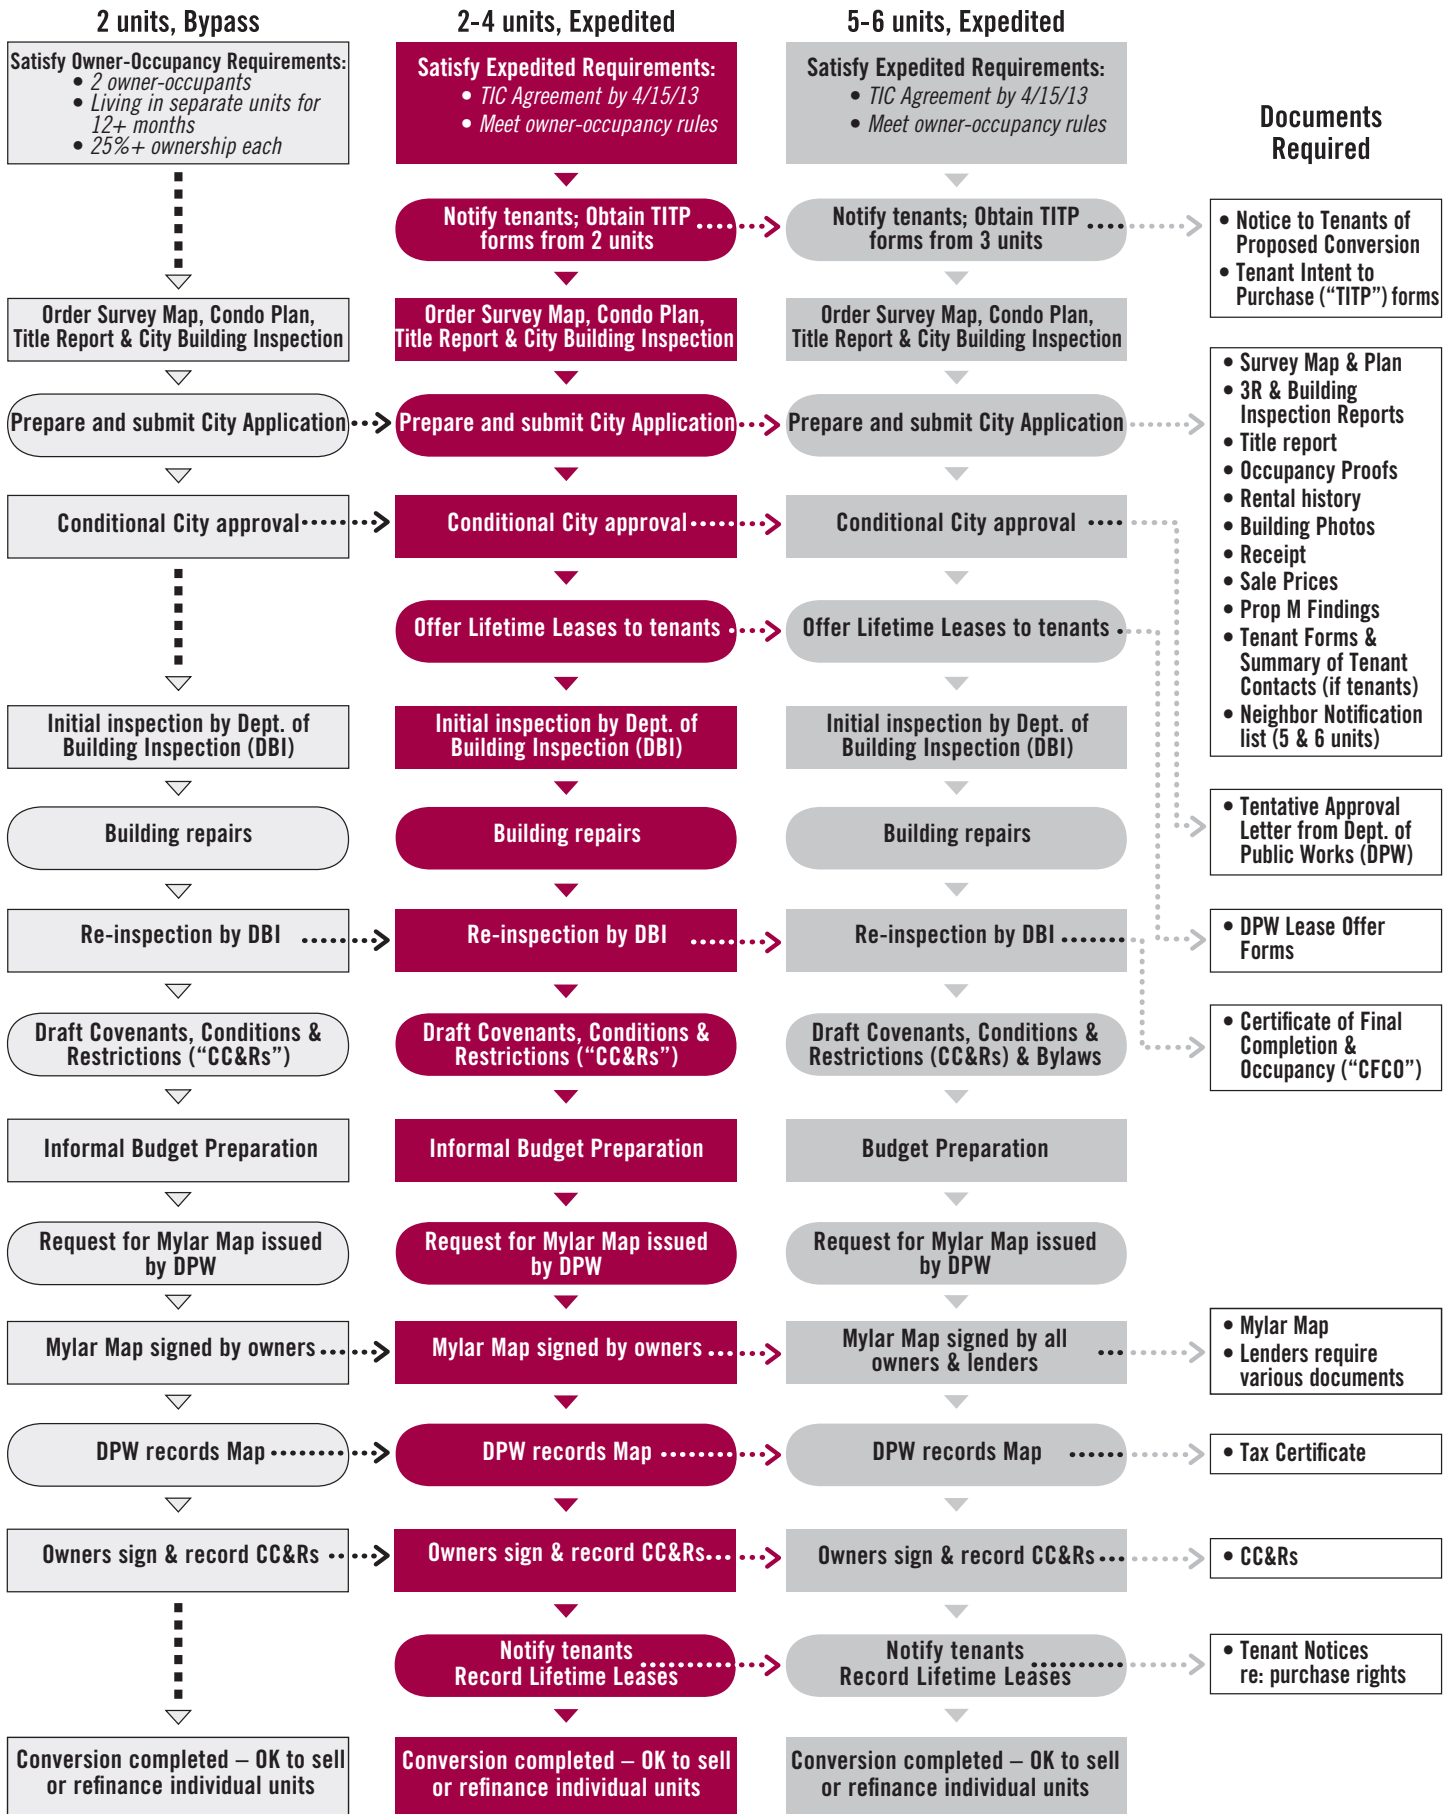 2 units, Bypass
2-4 units, Expedited
5-6 units, Expedited
Documents
Required
Satisfy Owner-Occupancy Requirements:
• 2 owner-occupants
• Living in separate units for
12+ months
• 25%+ ownership each
Satisfy Expedited Requirements:
• TIC Agreement by 4/15/13
• Meet owner-occupancy rules
Satisfy Expedited Requirements:
• TIC Agreement by 4/15/13
• Meet owner-occupancy rules
Notify tenants; Obtain TITP
forms from 2 units
Notify tenants; Obtain TITP
forms from 3 units
• Notice to Tenants of
Proposed Conversion
• Tenant Intent to
Purchase (“TITP”) forms
Order Survey Map, Condo Plan,
Title Report & City Building Inspection
Order Survey Map, Condo Plan,
Title Report & City Building Inspection
Order Survey Map, Condo Plan,
Title Report & City Building Inspection
Prepare and submit City Application
Prepare and submit City Application
Prepare and submit City Application
• Survey Map & Plan
• 3R & Building
Inspection Reports
• Title report
• Occupancy Proofs
• Rental history
• Building Photos
• Receipt
• Sale Prices
• Prop M Findings
• Tenant Forms &
Summary of Tenant
Contacts (if tenants)
• Neighbor Notification
list (5 & 6 units)
Conditional City approval
Conditional City approval
Conditional City approval
Offer Lifetime Leases to tenants
Offer Lifetime Leases to tenants
Initial inspection by Dept. of
Building Inspection (DBI)
Initial inspection by Dept. of
Building Inspection (DBI)
Initial inspection by Dept. of
Building Inspection (DBI)
Building repairs
Building repairs
Building repairs
• Tentative Approval
Letter from Dept. of
Public Works (DPW)
Re-inspection by DBI
Re-inspection by DBI
Re-inspection by DBI
• DPW Lease Offer
Forms
Draft Covenants, Conditions &
Restrictions (“CC&Rs”)
Draft Covenants, Conditions &
Restrictions (“CC&Rs”)
Draft Covenants, Conditions &
Restrictions (CC&Rs) & Bylaws
• Certificate of Final
Completion &
Occupancy (“CFCO”)
Informal Budget Preparation
Informal Budget Preparation
Budget Preparation
Request for Mylar Map issued
by DPW
Request for Mylar Map issued
by DPW
Request for Mylar Map issued
by DPW
Mylar Map signed by owners
Mylar Map signed by owners
Mylar Map signed by all
owners & lenders
• Mylar Map
• Lenders require
various documents
DPW records Map
DPW records Map
DPW records Map
• Tax Certificate
Owners sign & record CC&Rs
Owners sign & record CC&Rs
Owners sign & record CC&Rs
• CC&Rs
Notify tenants
Record Lifetime Leases
Notify tenants
Record Lifetime Leases
• Tenant Notices
re: purchase rights
Conversion completed – OK to sell
or refinance individual units
Conversion completed – OK to sell
or refinance individual units
Conversion completed – OK to sell
or refinance individual units